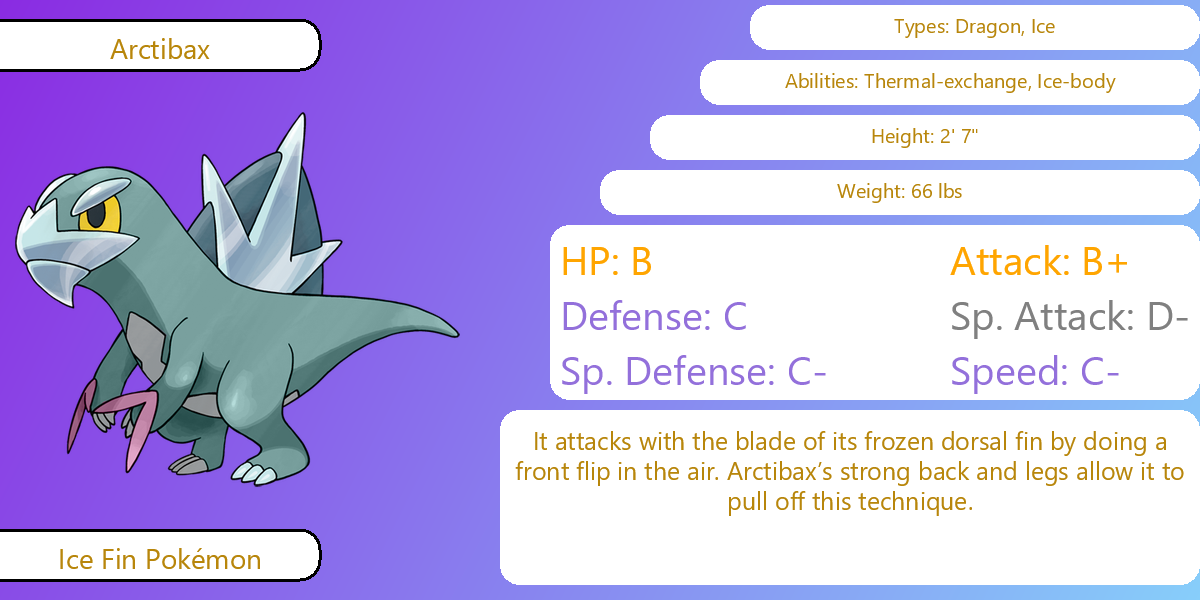 Arctibax
Types: Dragon, Ice
Abilities: Thermal-exchange, Ice-body
Height: 2' 7"
Weight: 66 lbs
HP: B
Attack: B+
Defense: C
Sp. Attack: D-
Sp. Defense: C-
Speed: C-
It attacks with the blade of its frozen dorsal fin by doing a
front flip in the air. Arctibax’s strong back and legs allow it to
pull off this technique.
Ice Fin Pokémon